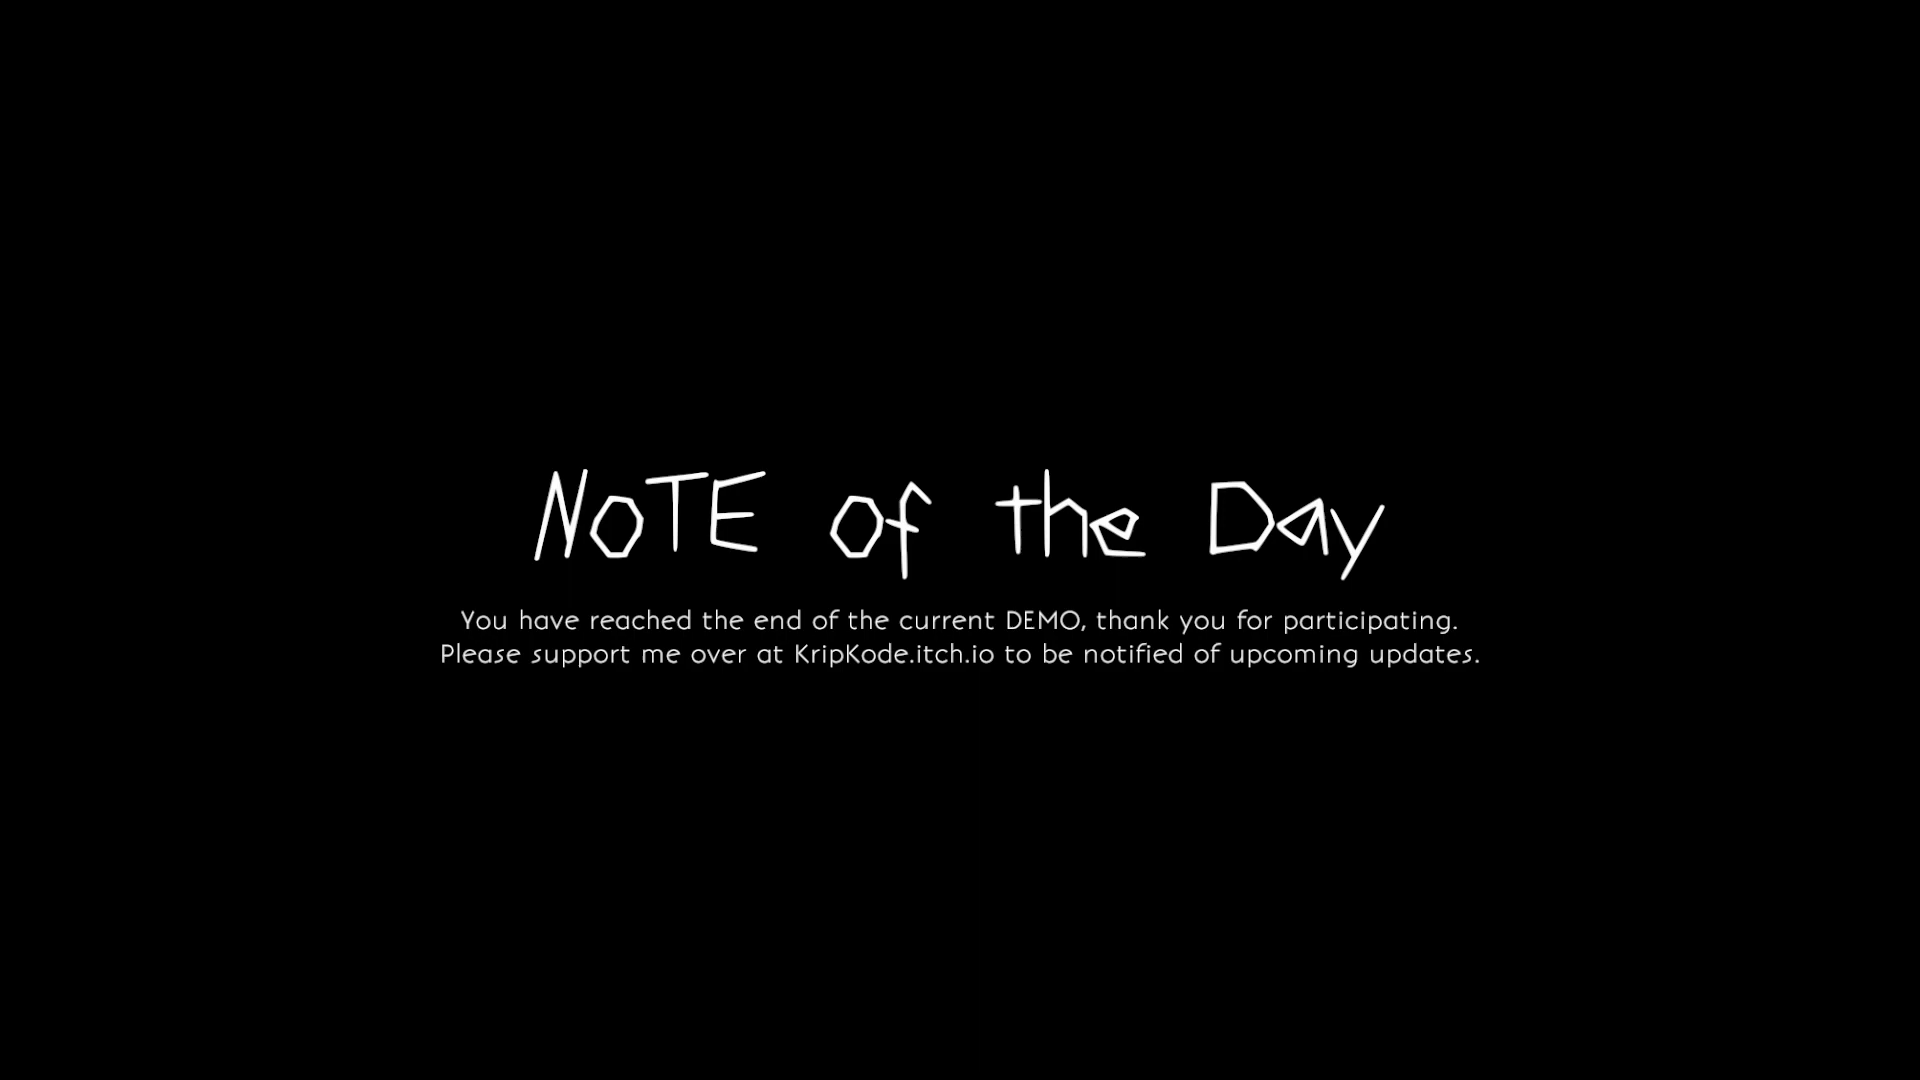 NoTE of the Day
You have reached the end of the current DEMO, thank you for participating.
Please support me over at KripKode.itch.io to be notified of upcoming updates.